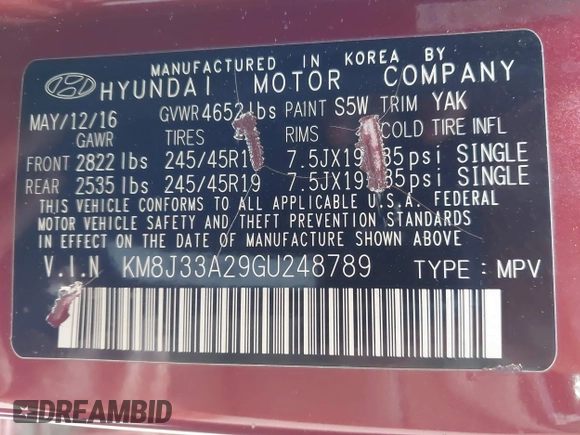 MANUFACTURED IN KOREA BY
HYUNDAI MOTOR COMPANY
MAY/12/16 GVWR 4652 lbs PAINT S5W TRIM YAK
GAWR TIRES RIMS COLD TIRE INFL
FRONT 2822 lbs 245/45R19 7.5JX19 35 psi SINGLE
REAR 2535 lbs 245/45R19 7.5JX19 35 psi SINGLE
THIS VEHICLE CONFORMS TO ALL APPLICABLE U.S.A. FEDERAL
MOTOR VEHICLE SAFETY AND THEFT PREVENTION STANDARDS
IN EFFECT ON THE DATE OF MANUFACTURE SHOWN ABOVE.
V.I.N KM8J33A29GU248789 TYPE : MPV
DREAMBID